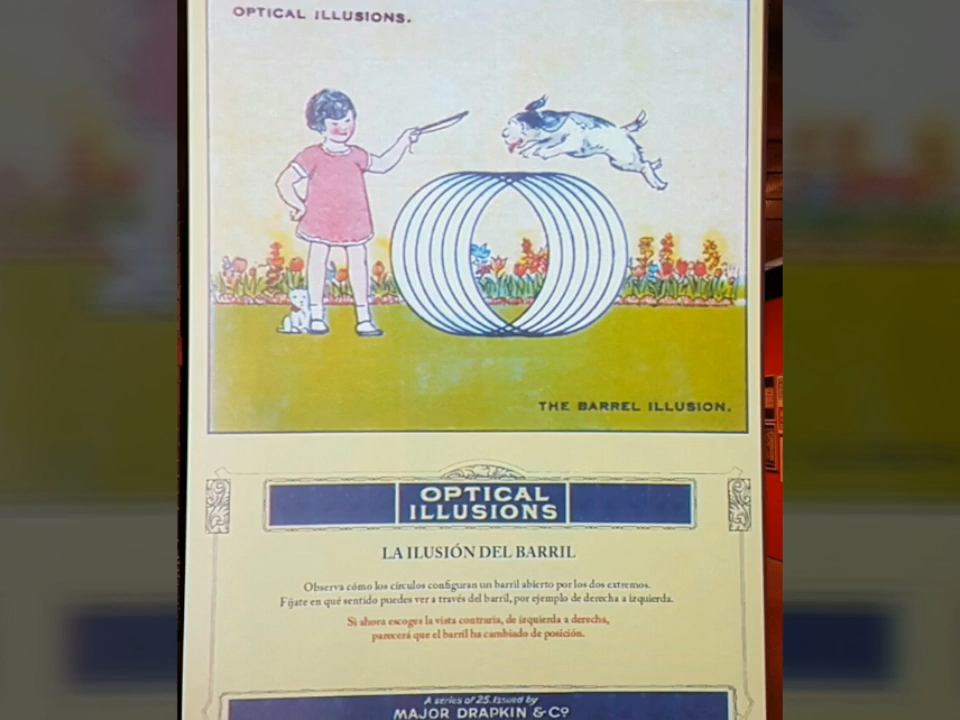 OPTICAL ILLUSIONS.
THE BARREL ILLUSION.
OPTICAL
ILLUSIONS
LA ILUSIÓN DEL BARRIL
Observa cómo los círculos configuran un barril abierto por los dos extremos.
Fíjate en qué sentido puedes ver a través del barril, por ejemplo de derecha a izquierda.
Si ahora escoges la vista contraria, de izquierda a derecha,
parecerá que el barril ha cambiado de posición.
A series of 25. Issued by
MAJOR DRAPKIN & Cº